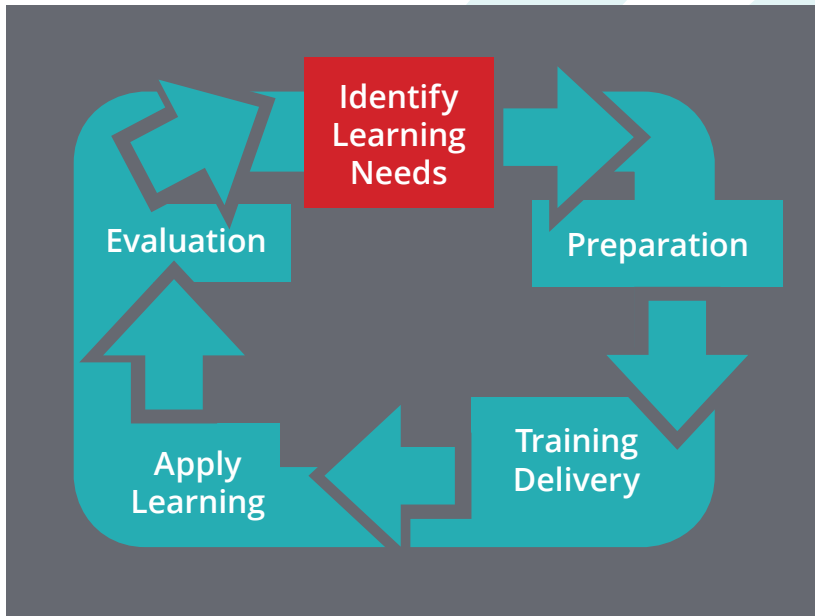 Identify
Learning
Needs
Preparation
Training
Delivery
Apply
Learning
Evaluation